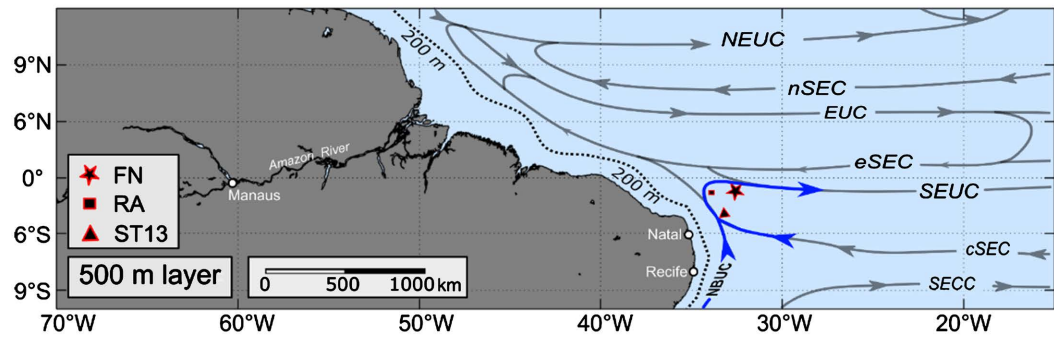 200 m
NEUC
nSEC
EUC
eSEC
SEUC
cSEC
SECC
NBUC
200 m
Amazon River
Manaus
Natal
Recife
FN
RA
ST13
500 m layer
0 500 1000 km
9°N
6°N
0°
6°S
9°S
70°W 60°W 50°W 40°W 30°W 20°W